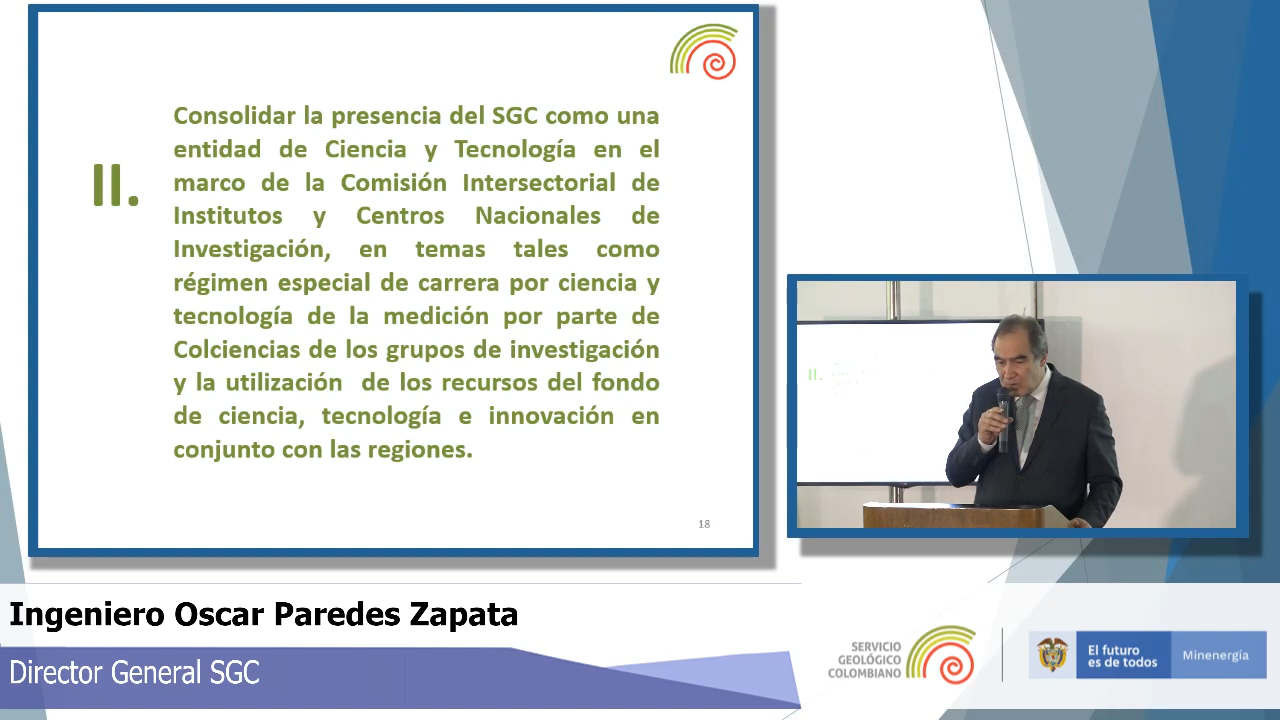 II.
Consolidar la presencia del SGC como una
entidad de Ciencia y Tecnología en el
marco de la Comisión Intersectorial de
Institutos y Centros Nacionales de
Investigación, en temas tales como
régimen especial de carrera por ciencia y
tecnología de la medición por parte de
Colciencias de los grupos de investigación
y la utilización de los recursos del fondo
de ciencia, tecnología e innovación en
conjunto con las regiones.
18
II.
Ingeniero Oscar Paredes Zapata
Director General SGC
SERVICIO
GEOLÓGICO
COLOMBIANO
El futuro
es de todos
Minenergía